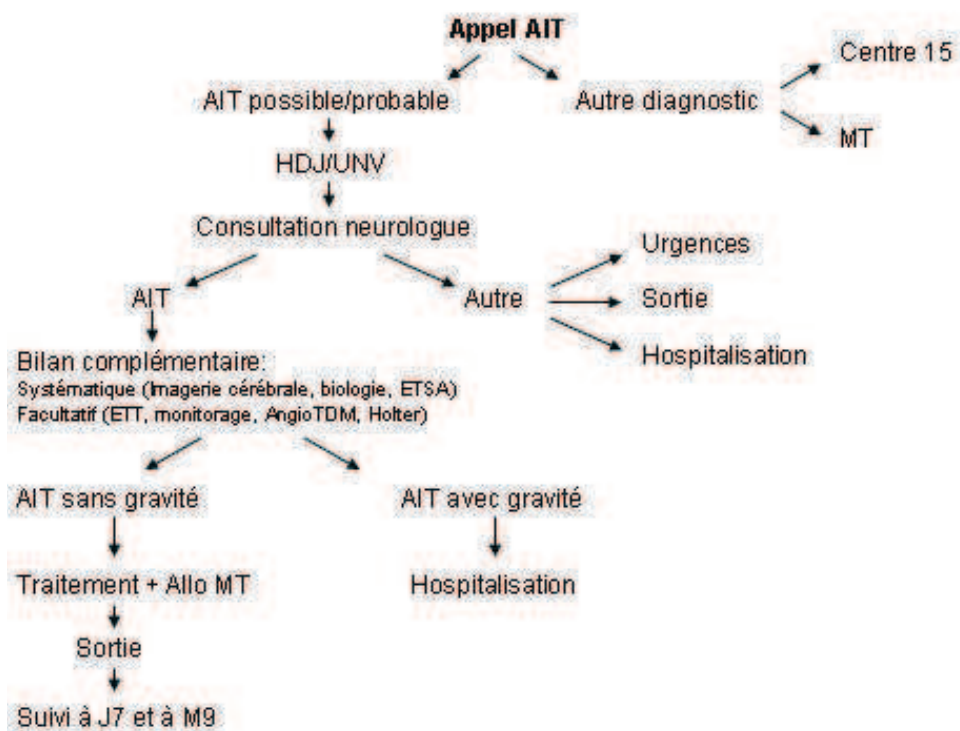 Appel AIT
Centre 15
AIT possible/probable
Autre diagnostic
MT
HDJ/UNV
Consultation neurologue
Urgences
AIT
Autre
Sortie
Hospitalisation
Bilan complémentaire:
Systématique (Imagerie cérébrale, biologie, ETSA)
Facultatif (ETT, monitorage, AngioTDM, Holter)
AIT sans gravité
AIT avec gravité
Traitement + Allo MT
Hospitalisation
Sortie
Suivi à J7 et à M9